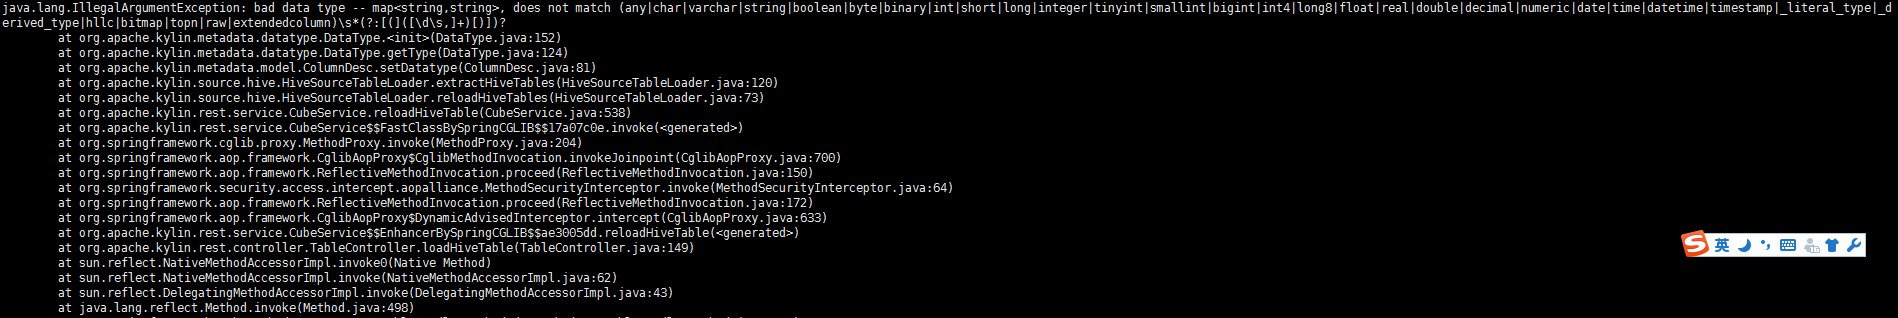 java.lang.IllegalArgumentException: bad data type -- map<string,string>, does not match (any|char|varchar|string|boolean|byte|binary|int|short|long|integer|tinyint|smallint|bigint|int4|long8|float|real|double|decimal|numeric|date|time|datetime|timestamp|_literal_type|_d
erived_type|hllc|bitmap|topn|raw|extendedcolumn)\s*(?:[(]([\d\s,]+)[)])?
at org.apache.kylin.metadata.datatype.DataType.<init>(DataType.java:152)
at org.apache.kylin.metadata.datatype.DataType.getType(DataType.java:124)
at org.apache.kylin.metadata.model.ColumnDesc.setDatatype(ColumnDesc.java:81)
at org.apache.kylin.source.hive.HiveSourceTableLoader.extractHiveTables(HiveSourceTableLoader.java:120)
at org.apache.kylin.source.hive.HiveSourceTableLoader.reloadHiveTables(HiveSourceTableLoader.java:73)
at org.apache.kylin.rest.service.CubeService.reloadHiveTable(CubeService.java:538)
at org.apache.kylin.rest.service.CubeService$$FastClassBySpringCGLIB$$17a07c0e.invoke(<generated>)
at org.springframework.cglib.proxy.MethodProxy.invoke(MethodProxy.java:204)
at org.springframework.aop.framework.CglibAopProxy$CglibMethodInvocation.invokeJoinpoint(CglibAopProxy.java:700)
at org.springframework.aop.framework.ReflectiveMethodInvocation.proceed(ReflectiveMethodInvocation.java:150)
at org.springframework.security.access.intercept.aopalliance.MethodSecurityInterceptor.invoke(MethodSecurityInterceptor.java:64)
at org.springframework.aop.framework.ReflectiveMethodInvocation.proceed(ReflectiveMethodInvocation.java:172)
at org.springframework.aop.framework.CglibAopProxy$DynamicAdvisedInterceptor.intercept(CglibAopProxy.java:633)
at org.apache.kylin.rest.service.CubeService$$EnhancerBySpringCGLIB$$ae3005dd.reloadHiveTable(<generated>)
at org.apache.kylin.rest.controller.TableController.loadHiveTable(TableController.java:149)
at sun.reflect.NativeMethodAccessorImpl.invoke0(Native Method)
at sun.reflect.NativeMethodAccessorImpl.invoke(NativeMethodAccessorImpl.java:62)
at sun.reflect.DelegatingMethodAccessorImpl.invoke(DelegatingMethodAccessorImpl.java:43)
at java.lang.reflect.Method.invoke(Method.java:498)
S 英